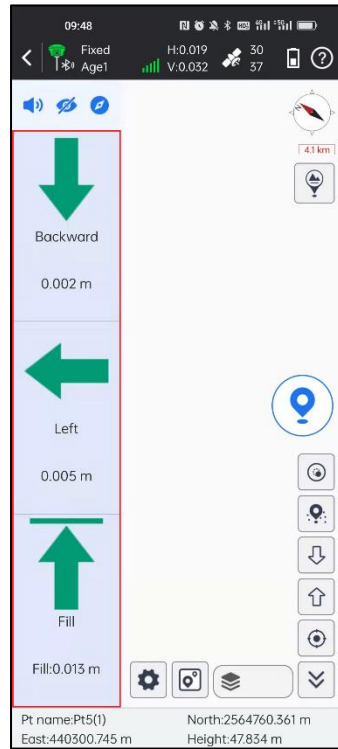 09:48
Fixed H:0.019 30
Age1 V:0.032 37
4.1 km
Backward
0.002 m
Left
0.005 m
Fill
Fill:0.013 m
Pt name:Pt5(1) North:2564760.361 m
East:440300.745 m Height:47.834 m